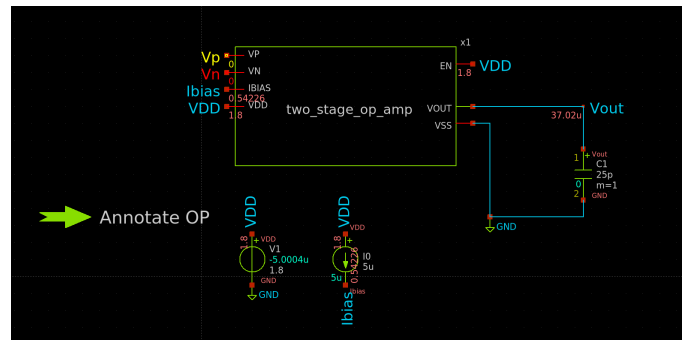 x1
Vp
VP
0
Vn
VN
0
Ibias
IBIAS
0.54226
VDD
VDD
1.8
two_stage_op_amp
EN
1.8
VDD
VOUT
VSS
37.02u
Vout
1
+
Vout
C1
25p
0
m=1
2
GND
GND
Annotate OP
VDD
1.8
+
VDD
V1
-5.0004u
1.8
GND
GND
VDD
1.8
VDD
+
I0
5u
0.54226
5u
Ibias
Ibias